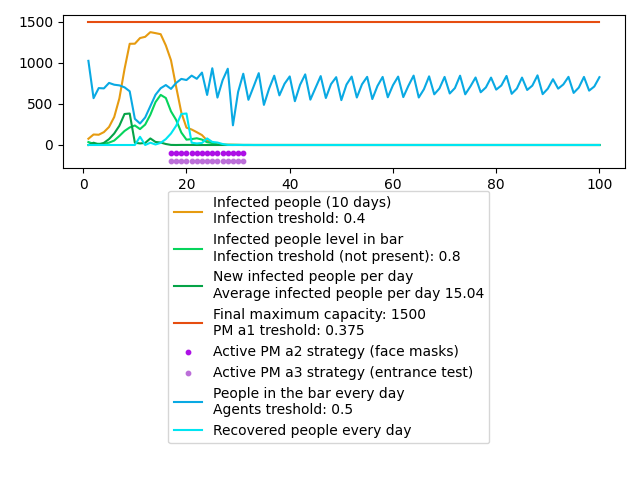 1500
1000
500
0
0
20
40
60
80
100
Infected people (10 days)
Infection treshold: 0.4
Infected people level in bar
Infection treshold (not present): 0.8
New infected people per day
Average infected people per day 15.04
Final maximum capacity: 1500
PM a1 treshold: 0.375
Active PM a2 strategy (face masks)
Active PM a3 strategy (entrance test)
People in the bar every day
Agents treshold: 0.5
Recovered people every day